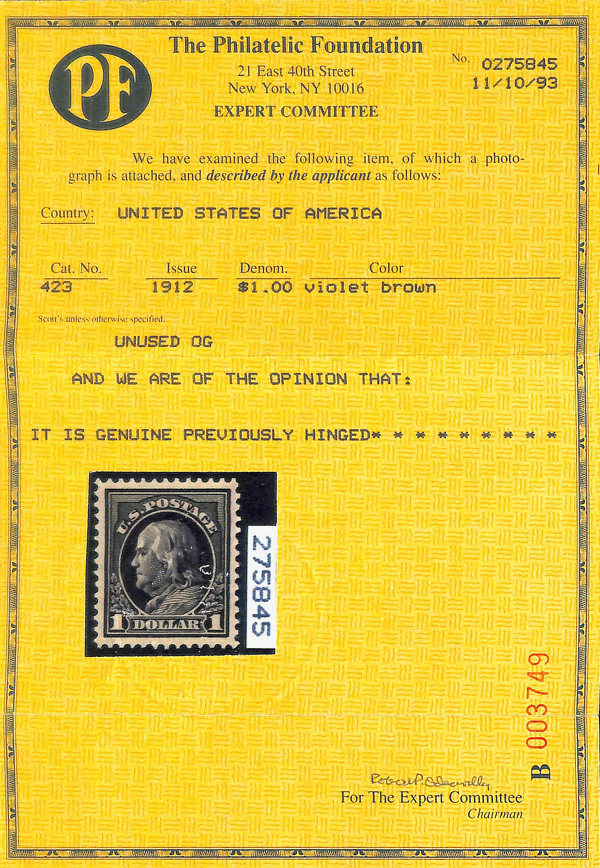 PF
The Philatelic Foundation
21 East 40th Street
New York, NY 10016
EXPERT COMMITTEE
No. 0275845
11/10/93
We have examined the following item, of which a photo-
graph is attached, and described by the applicant as follows:
Country: UNITED STATES OF AMERICA
Cat. No. Issue Denom. Color
423 1912 $1.00 violet brown
Scott's unless otherwise specified.
UNUSED OG
AND WE ARE OF THE OPINION THAT:
IT IS GENUINE PREVIOUSLY HINGED* * * * * * * * *
U.S. POSTAGE
1 DOLLAR 1
275845
B 003749
For The Expert Committee
Chairman